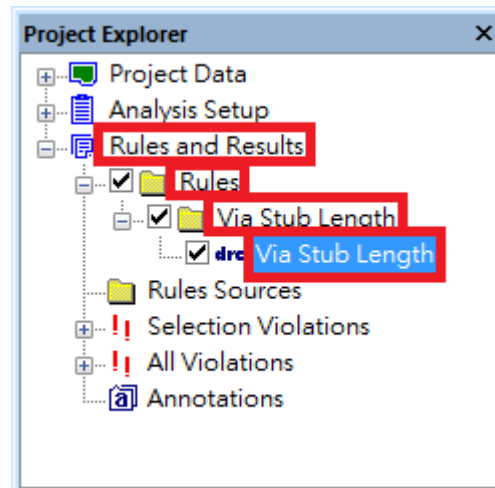 Project Explorer
Project Data
Analysis Setup
Rules and Results
Rules
Via Stub Length
drc Via Stub Length
Rules Sources
!! Selection Violations
!! All Violations
a Annotations